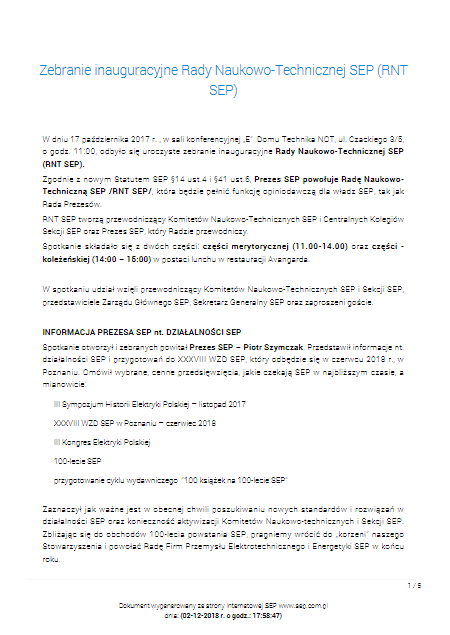 Zebranie inauguracyjne Rady Naukowo-Technicznej SEP (RNT
SEP)
W dniu 17 października 2017 r. , w sali konferencyjnej „E" Domu Technika NOT, ul. Czackiego 3/5,
o godz. 11:00, odbyło się uroczyste zebranie inauguracyjne Rady Naukowo-Technicznej SEP
(RNT SEP).
Zgodnie z nowym Statutem SEP §14 ust.4 i §41 ust.6, Prezes SEP powołuje Radę Naukowo-
Techniczną SEP /RNT SEP/, która będzie pełnić funkcję opiniodawczą dla władz SEP, tak jak
Rada Prezesów.
RNT SEP tworzą przewodniczący Komitetów Naukowo-Technicznych SEP i Centralnych Kolegiów
Sekcji SEP oraz Prezes SEP, który Radzie przewodniczy.
Spotkanie składało się z dwóch części: części merytorycznej (11.00-14.00) oraz części -
koleżeńskiej (14:00 – 15:00) w postaci lunchu w restauracji Avangarda.
W spotkaniu udział wzięli przewodniczący Komitetów Naukowo-Technicznych SEP i Sekcji SEP,
przedstawiciele Zarządu Głównego SEP, Sekretarz Generalny SEP oraz zaproszeni goście.
INFORMACJA PREZESA SEP nt. DZIAŁALNOŚCI SEP
Spotkanie otworzył i zebranych powitał Prezes SEP – Piotr Szymczak. Przedstawił informacje nt.
działalności SEP i przygotowań do XXXVIII WZD SEP, który odbędzie się w czerwcu 2018 r., w
Poznaniu. Omówił wybrane, cenne przedsięwzięcia, jakie czekają SEP w najbliższym czasie, a
mianowicie:
III Sympozjum Historii Elektryki Polskiej – listopad 2017
XXXVIII WZD SEP w Poznaniu – czerwiec 2018
III Kongres Elektryki Polskiej
100-lecie SEP
przygotowanie cyklu wydawniczego "100 książek na 100-lecie SEP"
Zaznaczył jak ważne jest w obecnej chwili poszukiwaniu nowych standardów i rozwiązań w
działalności SEP oraz konieczność aktywizacji Komitetów Naukowo-technicznych i Sekcji SEP.
Zbliżając się do obchodów 100-lecia powstania SEP, pragniemy wrócić do „korzeni" naszego
Stowarzyszenia i powołać Radę Firm Przemysłu Elektrotechnicznego i Energetyki SEP w końcu
roku.
1 / 5
Dokument wygenerowany ze strony internetowej SEP www.sep.com.pl
dnia: (02-12-2018 r. o godz.: 17:58:47)